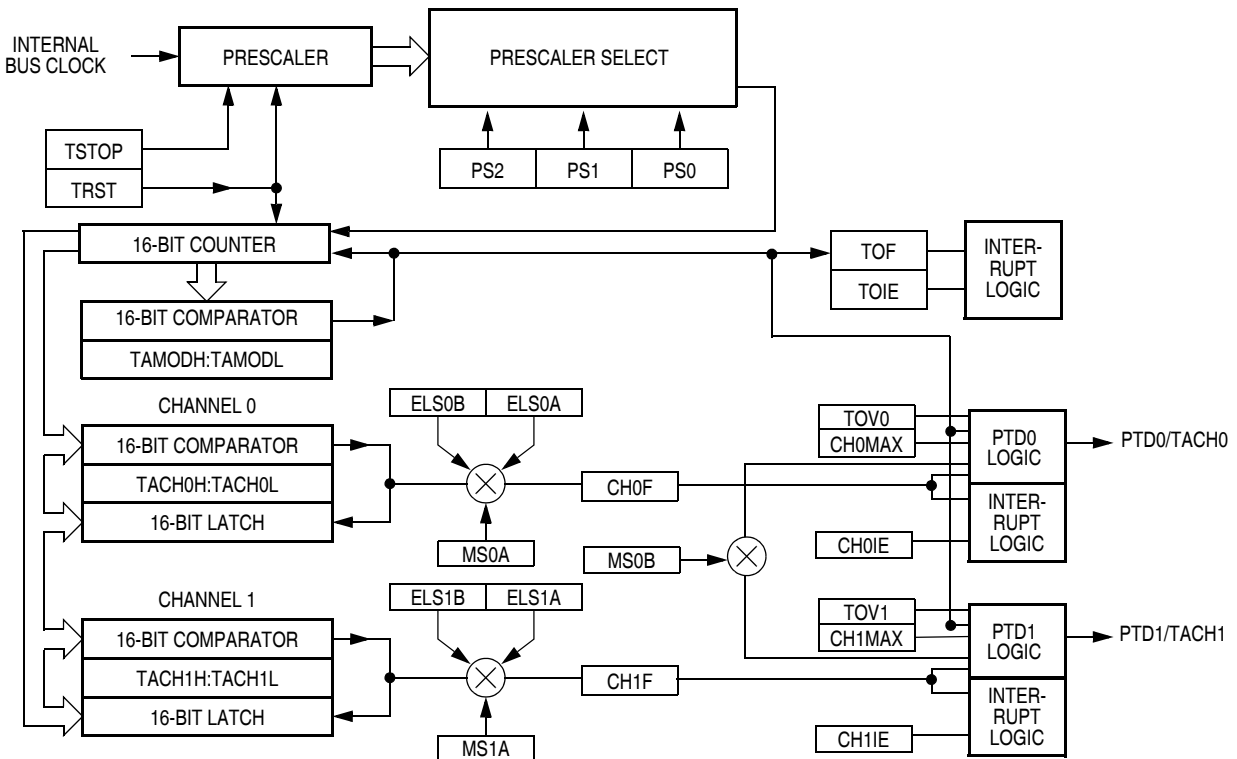 INTERNAL
BUS CLOCK
PRESCALER
PRESCALER SELECT
TSTOP
TRST
PS2
PS1
PS0
16-BIT COUNTER
TOF
TOIE
INTER-
RUPT
LOGIC
16-BIT COMPARATOR
TAMODH:TAMODL
CHANNEL 0
ELS0B
ELS0A
16-BIT COMPARATOR
TACH0H:TACH0L
16-BIT LATCH
MS0A
CH0F
MS0B
TOV0
CH0MAX
PTD0
LOGIC
PTD0/TACH0
INTER-
RUPT
LOGIC
CH0IE
CHANNEL 1
ELS1B
ELS1A
16-BIT COMPARATOR
TACH1H:TACH1L
16-BIT LATCH
MS1A
CH1F
TOV1
CH1MAX
PTD1
LOGIC
PTD1/TACH1
INTER-
RUPT
LOGIC
CH1IE